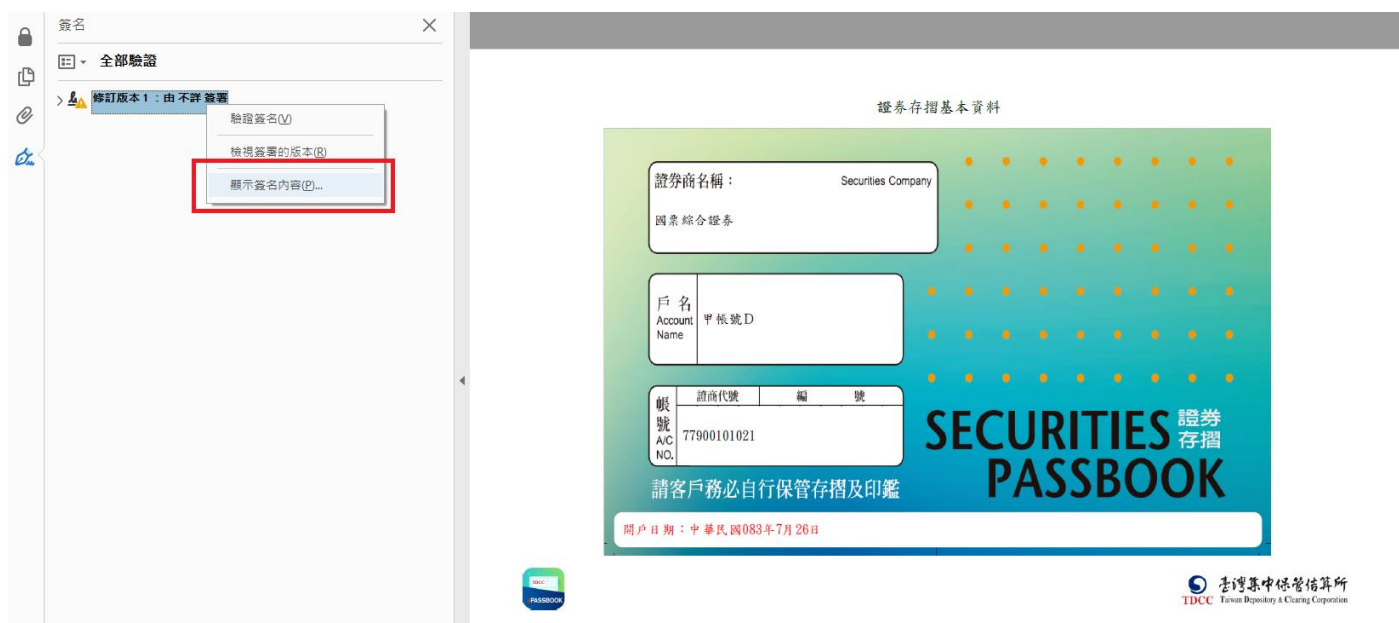 簽名
全部驗證
修訂版本 1 ：由 不詳 簽署
驗證簽名(V)
檢視簽署的版本(R)
顯示簽名內容(P)...
證券存摺基本資料
證券商名稱： Securities Company
國票綜合證券
戶 名
Account
Name
甲帳號D
帳號
A/C
NO.
證商代號 編 號
77900101021
請客戶務必自行保管存摺及印鑑
SECURITIES 證券存摺
PASSBOOK
開戶日期：中華民國083年7月26日
TDCC
ePASSBOOK
臺灣集中保管結算所
TDCC Taiwan Depository & Clearing Corporation